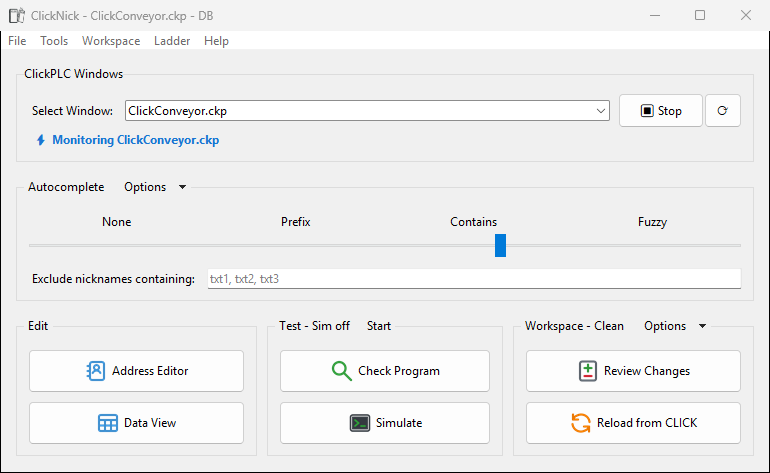 ClickNick - ClickConveyor.ckp - DB
File Tools Workspace Ladder Help
ClickPLC Windows
Select Window: ClickConveyor.ckp Stop
Monitoring ClickConveyor.ckp
Autocomplete Options
None Prefix Contains Fuzzy
Exclude nicknames containing: txt1, txt2, txt3
Edit Test - Sim off Start Workspace - Clean Options
Address Editor Check Program Review Changes
Data View Simulate Reload from CLICK